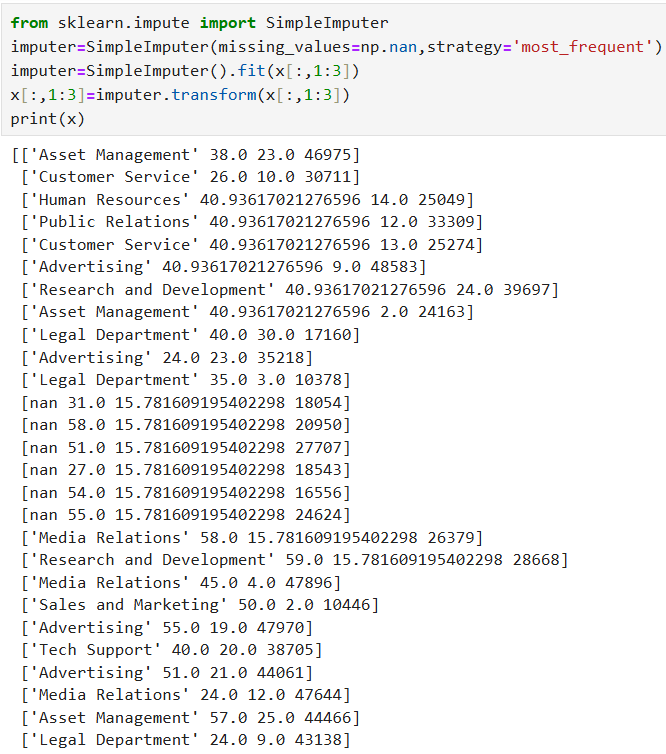 from sklearn.impute import SimpleImputer
imputer=SimpleImputer(missing_values=np.nan,strategy='most_frequent')
imputer=SimpleImputer().fit(x[:,1:3])
x[:,1:3]=imputer.transform(x[:,1:3])
print(x)
[['Asset Management' 38.0 23.0 46975]
['Customer Service' 26.0 10.0 30711]
['Human Resources' 40.93617021276596 14.0 25049]
['Public Relations' 40.93617021276596 12.0 33309]
['Customer Service' 40.93617021276596 13.0 25274]
['Advertising' 40.93617021276596 9.0 48583]
['Research and Development' 40.93617021276596 24.0 39697]
['Asset Management' 40.93617021276596 2.0 24163]
['Legal Department' 40.0 30.0 17160]
['Advertising' 24.0 23.0 35218]
['Legal Department' 35.0 3.0 10378]
[nan 31.0 15.781609195402298 18054]
[nan 58.0 15.781609195402298 20950]
[nan 51.0 15.781609195402298 27707]
[nan 27.0 15.781609195402298 18543]
[nan 54.0 15.781609195402298 16556]
[nan 55.0 15.781609195402298 24624]
['Media Relations' 58.0 15.781609195402298 26379]
['Research and Development' 59.0 15.781609195402298 28668]
['Media Relations' 45.0 4.0 47896]
['Sales and Marketing' 50.0 2.0 10446]
['Advertising' 55.0 19.0 47970]
['Tech Support' 40.0 20.0 38705]
['Advertising' 51.0 21.0 44061]
['Media Relations' 24.0 12.0 47644]
['Asset Management' 57.0 25.0 44466]
['Legal Department' 24.0 9.0 43138]